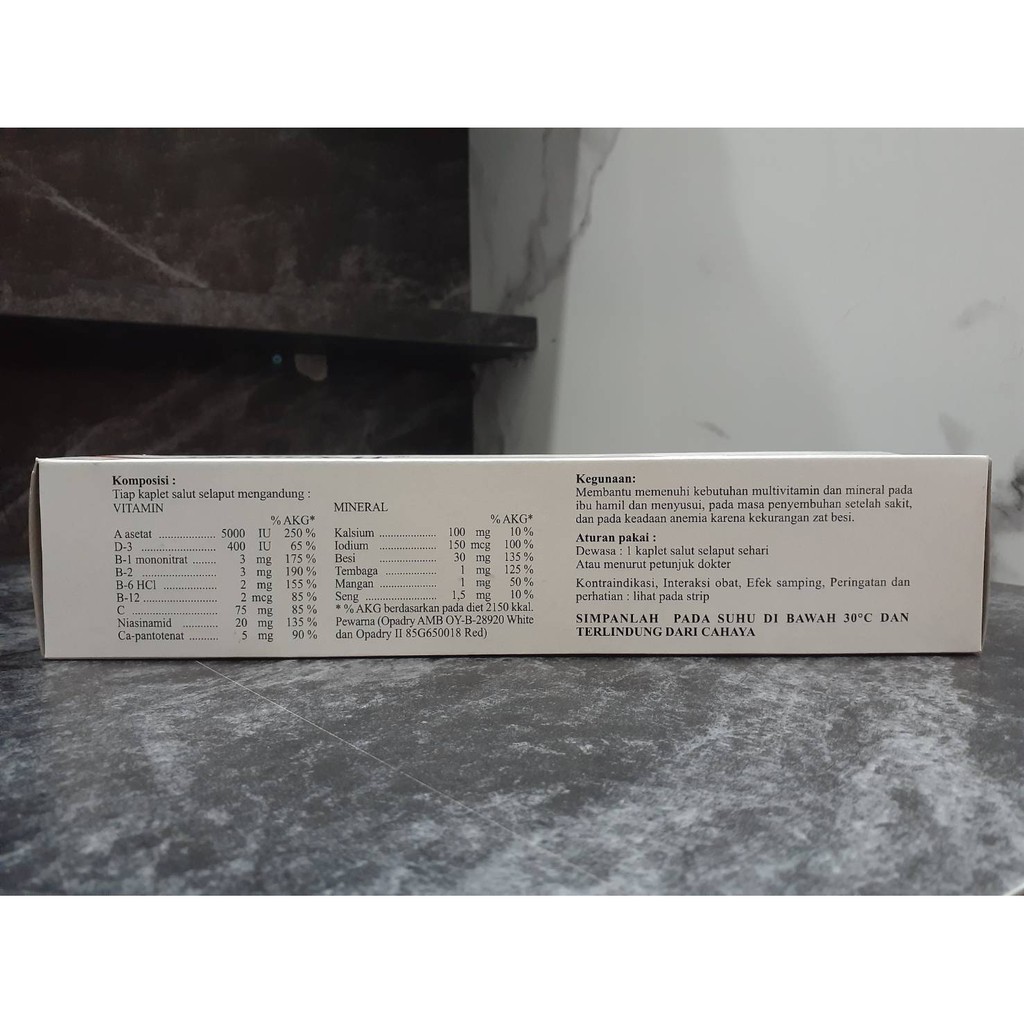 Komposisi :
Tiap kaplet salut selaput mengandung :
VITAMIN
% AKG*
A asetat .................... 5000 IU 250 %
D-3 .......................... 400 IU 65 %
B-1 mononitrat ........ 3 mg 175 %
B-2 .......................... 3 mg 190 %
B-6 HCl .................. 2 mg 155 %
B-12 ........................ 2 mcg 85 %
C ............................. 75 mg 85 %
Niasinamid .............. 20 mg 135 %
Ca-pantotenat .......... 5 mg 90 %
MINERAL
% AKG*
Kalsium .................... 100 mg 10 %
Iodium ...................... 150 mcg 100 %
Besi .......................... 30 mg 135 %
Tembaga ................... 1 mg 125 %
Mangan ..................... 1 mg 50 %
Seng .......................... 1,5 mg 10 %
* % AKG berdasarkan pada diet 2150 kkal.
Pewarna (Opadry AMB OY-B-28920 White
dan Opadry II 85G650018 Red)
Kegunaan:
Membantu memenuhi kebutuhan multivitamin dan mineral pada
ibu hamil dan menyusui, pada masa penyembuhan setelah sakit,
dan pada keadaan anemia karena kekurangan zat besi.
Aturan pakai :
Dewasa : 1 kaplet salut selaput sehari
Atau menurut petunjuk dokter
Kontraindikasi, Interaksi obat, Efek samping, Peringatan dan
perhatian : lihat pada strip
SIMPANLAH PADA SUHU DI BAWAH 30°C DAN
TERLINDUNG DARI CAHAYA